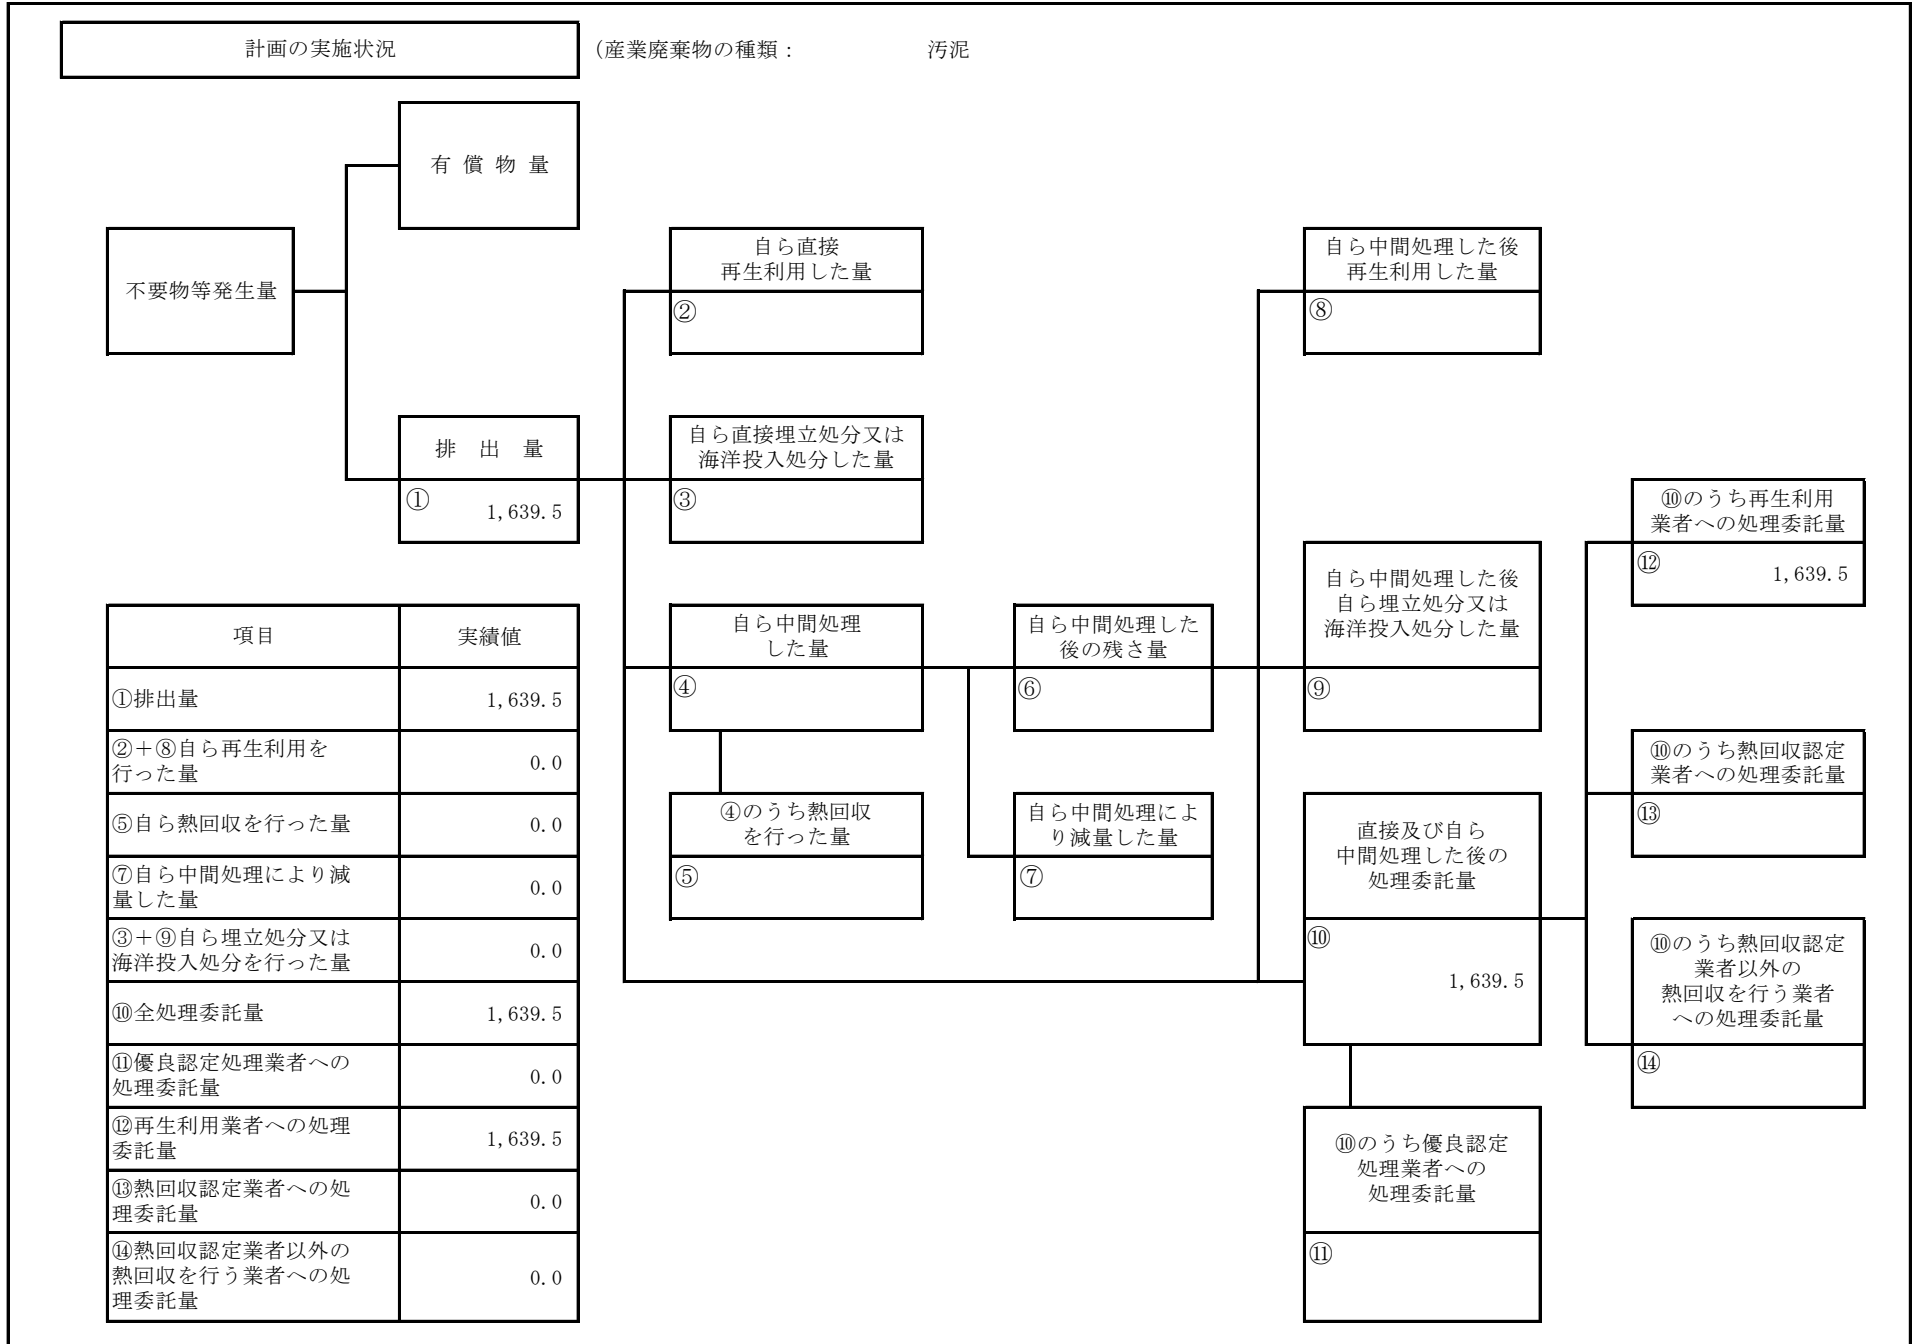 計画の実施状況
(産業廃棄物の種類： 汚泥
有償物量
不要物等発生量
自ら直接
再生利用した量
②
自ら中間処理した後
再生利用した量
⑧
排出量
① 1,639.5
自ら直接埋立処分又は
海洋投入処分した量
③
⑩のうち再生利用
業者への処理委託量
⑫ 1,639.5
自ら中間処理した後
自ら埋立処分又は
海洋投入処分した量
⑨
自ら中間処理
した量
④
自ら中間処理した
後の残さ量
⑥
⑩のうち熱回収認定
業者への処理委託量
⑬
④のうち熱回収
を行った量
⑤
自ら中間処理によ
り減量した量
⑦
直接及び自ら
中間処理した後の
処理委託量
⑩
1,639.5
⑩のうち熱回収認定
業者以外の
熱回収を行う業者
への処理委託量
⑭
⑩のうち優良認定
処理業者への
処理委託量
⑪
項目 実績値
①排出量 1,639.5
②＋⑧自ら再生利用を
行った量 0.0
⑤自ら熱回収を行った量 0.0
⑦自ら中間処理により減
量した量 0.0
③＋⑨自ら埋立処分又は
海洋投入処分を行った量 0.0
⑩全処理委託量 1,639.5
⑪優良認定処理業者への
処理委託量 0.0
⑫再生利用業者への処理
委託量 1,639.5
⑬熱回収認定業者への処
理委託量 0.0
⑭熱回収認定業者以外の
熱回収を行う業者への処
理委託量 0.0